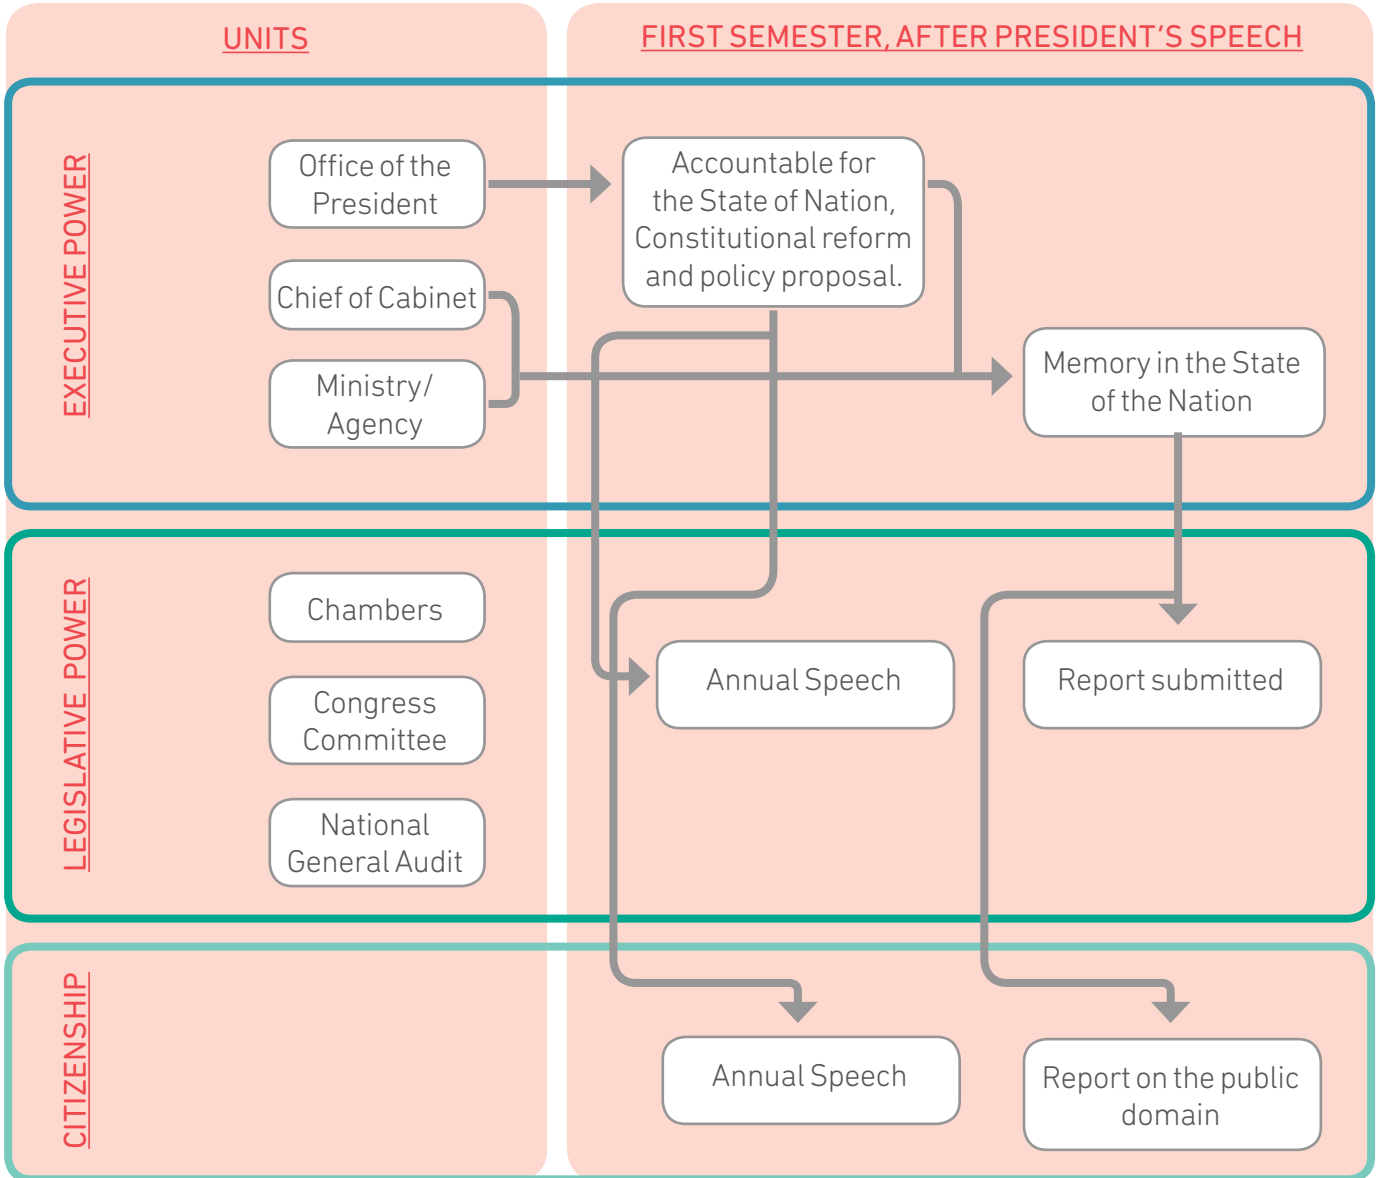 UNITS
FIRST SEMESTER, AFTER PRESIDENT'S SPEECH
EXECUTIVE POWER
Office of the
President
Chief of Cabinet
Ministry/
Agency
Accountable for
the State of Nation,
Constitutional reform
and policy proposal.
Memory in the State
of the Nation
LEGISLATIVE POWER
Chambers
Congress
Committee
National
General Audit
Annual Speech
Report submitted
CITIZENSHIP
Annual Speech
Report on the public
domain